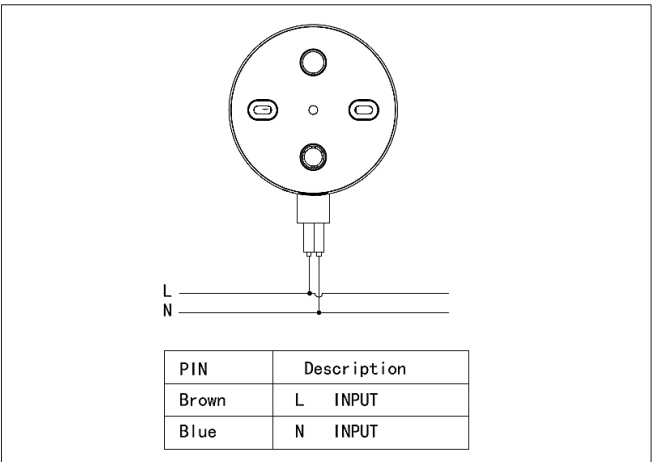 L
N
PIN Description
Brown L INPUT
Blue N INPUT